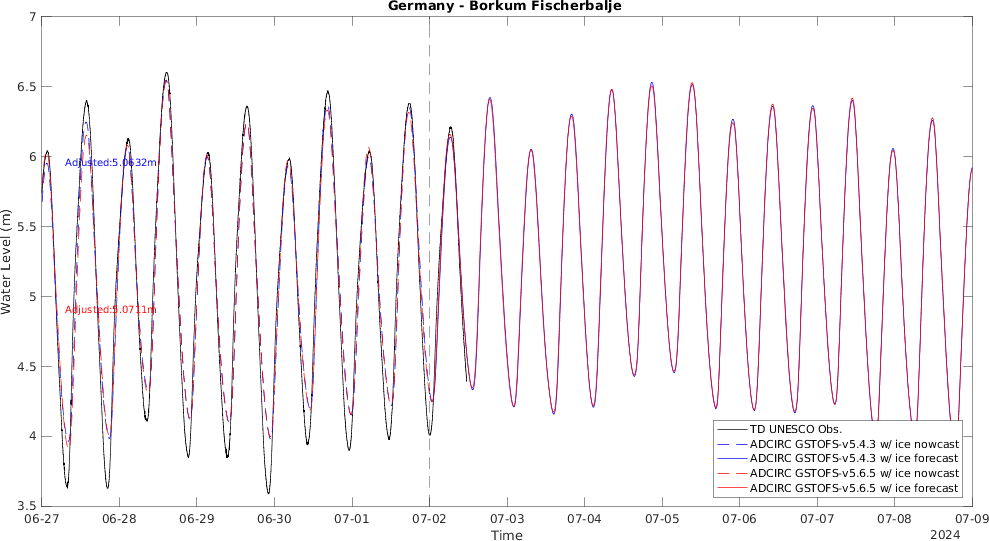 Germany - Borkum Fischerbalje
Water Level (m)
7
6.5
6
5.5
5
4.5
4
3.5
Adjusted:5.0632m
Adjusted:5.0711m
TD UNESCO Obs.
ADCIRC GSTOFS-v5.4.3 w/ ice nowcast
ADCIRC GSTOFS-v5.4.3 w/ ice forecast
ADCIRC GSTOFS-v5.6.5 w/ ice nowcast
ADCIRC GSTOFS-v5.6.5 w/ ice forecast
06-27 06-28 06-29 06-30 07-01 07-02 07-03 07-04 07-05 07-06 07-07 07-08 07-09
Time
2024